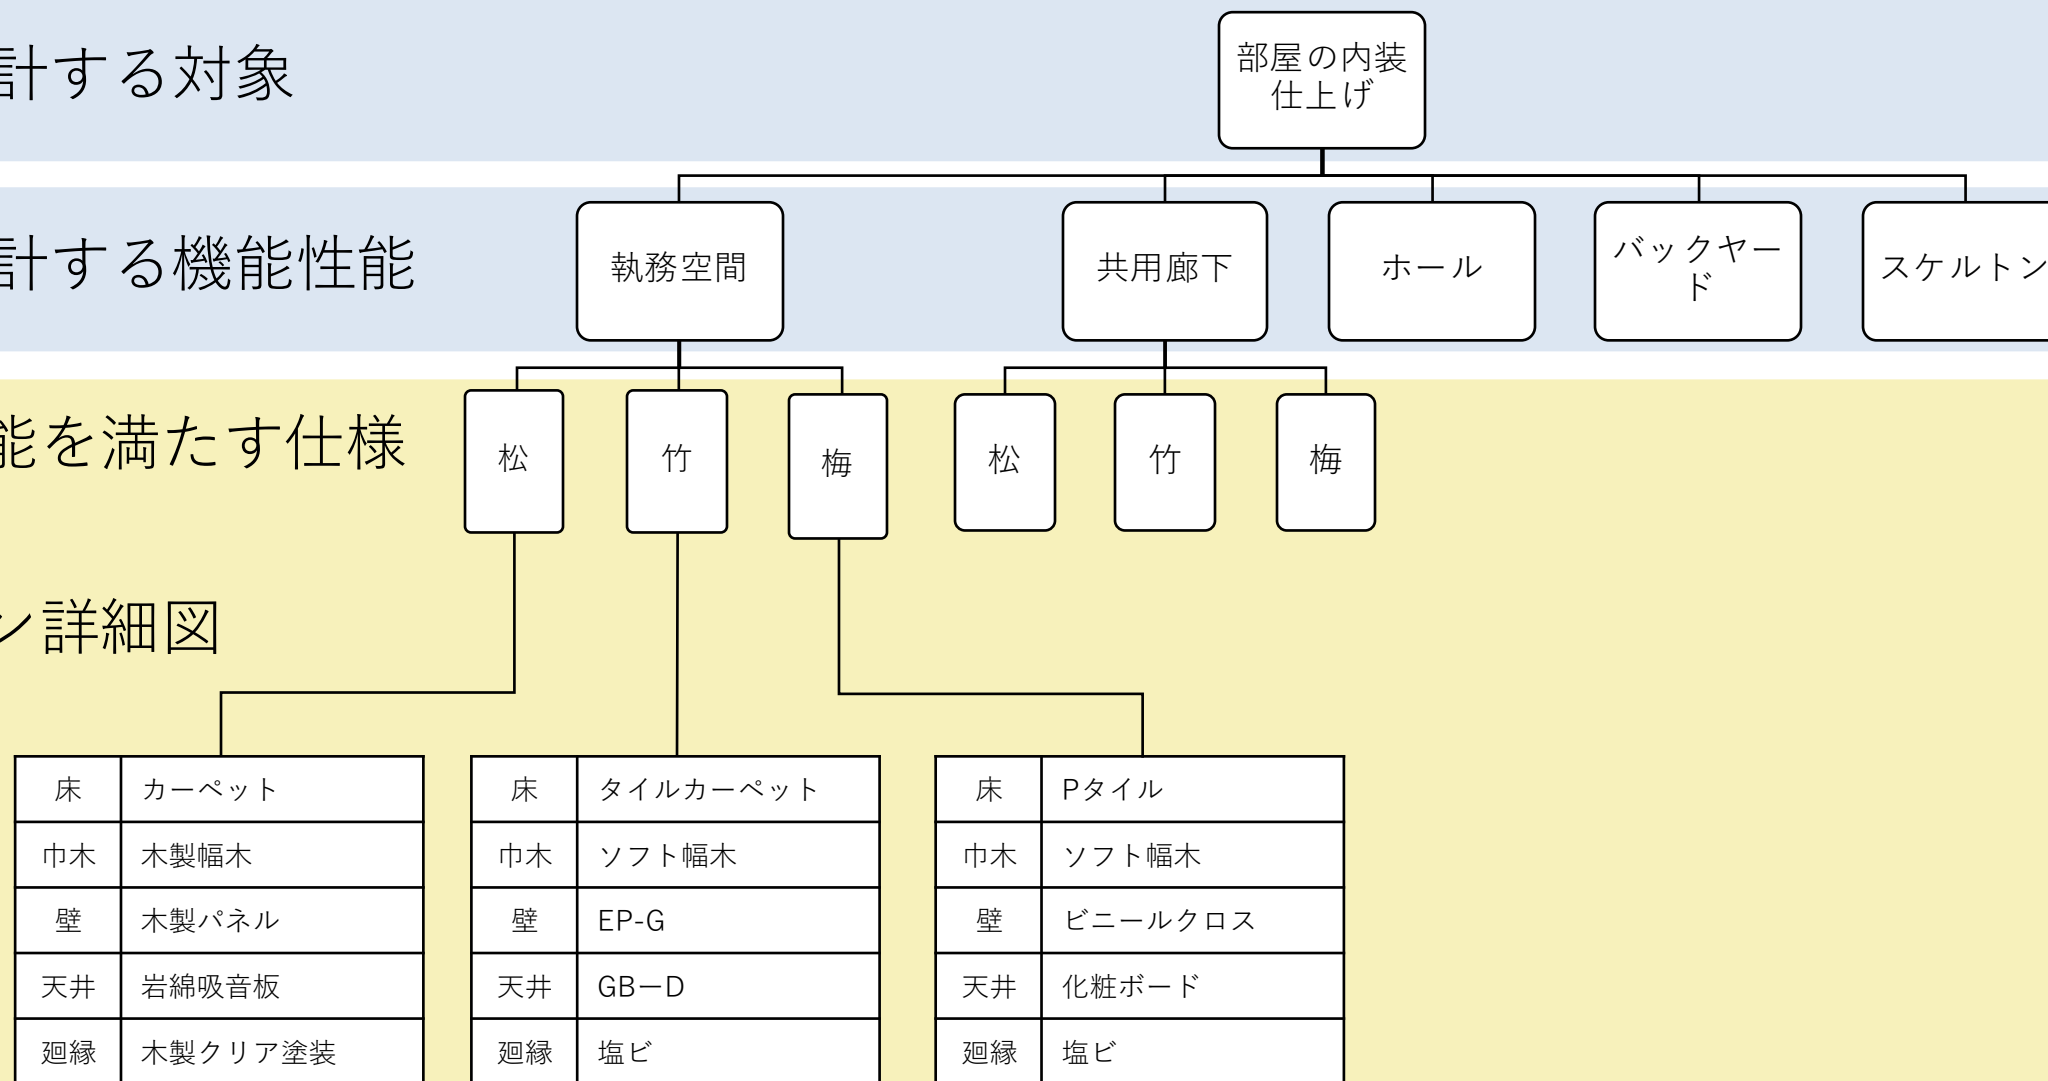 計する対象
部屋の内装
仕上げ
計する機能性能
執務空間
共用廊下
ホール
バックヤー
ド
スケルトン
能を満たす仕様
松
竹
梅
松
竹
梅
ン詳細図
床 カーペット
巾木 木製幅木
壁 木製パネル
天井 岩綿吸音板
廻縁 木製クリア塗装
床 タイルカーペット
巾木 ソフト幅木
壁 EP-G
天井 GBーD
廻縁 塩ビ
床 Pタイル
巾木 ソフト幅木
壁 ビニールクロス
天井 化粧ボード
廻縁 塩ビ